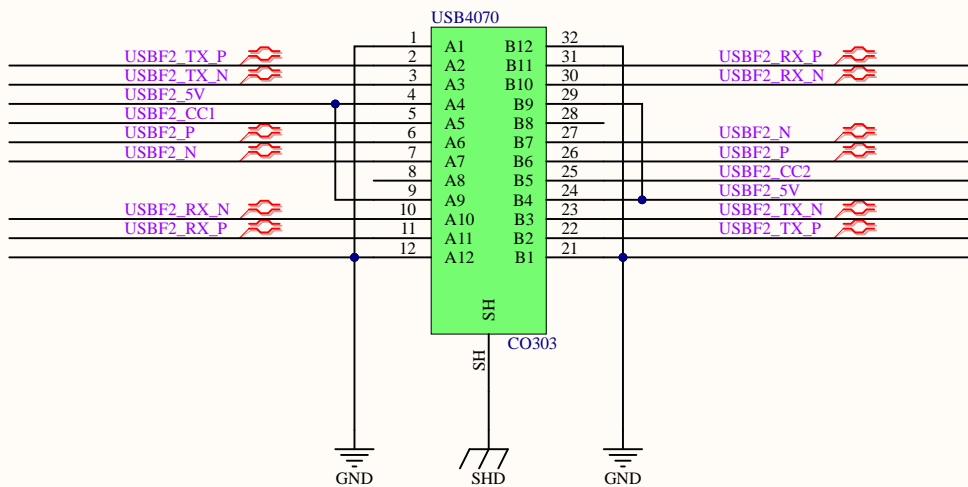 USB4070
1 A1 B12 32
USBF2_TX_P 2 A2 B11 31 USBF2_RX_P
USBF2_TX_N 3 A3 B10 30 USBF2_RX_N
USBF2_5V 4 A4 B9 29
USBF2_CC1 5 A5 B8 28
USBF2_P 6 A6 B7 27 USBF2_N
USBF2_N 7 A7 B6 26 USBF2_P
8 A8 B5 25 USBF2_CC2
9 A9 B4 24 USBF2_5V
USBF2_RX_N 10 A10 B3 23 USBF2_TX_N
USBF2_RX_P 11 A11 B2 22 USBF2_TX_P
12 A12 B1 21
SH
CO303
SH
GND SHD GND